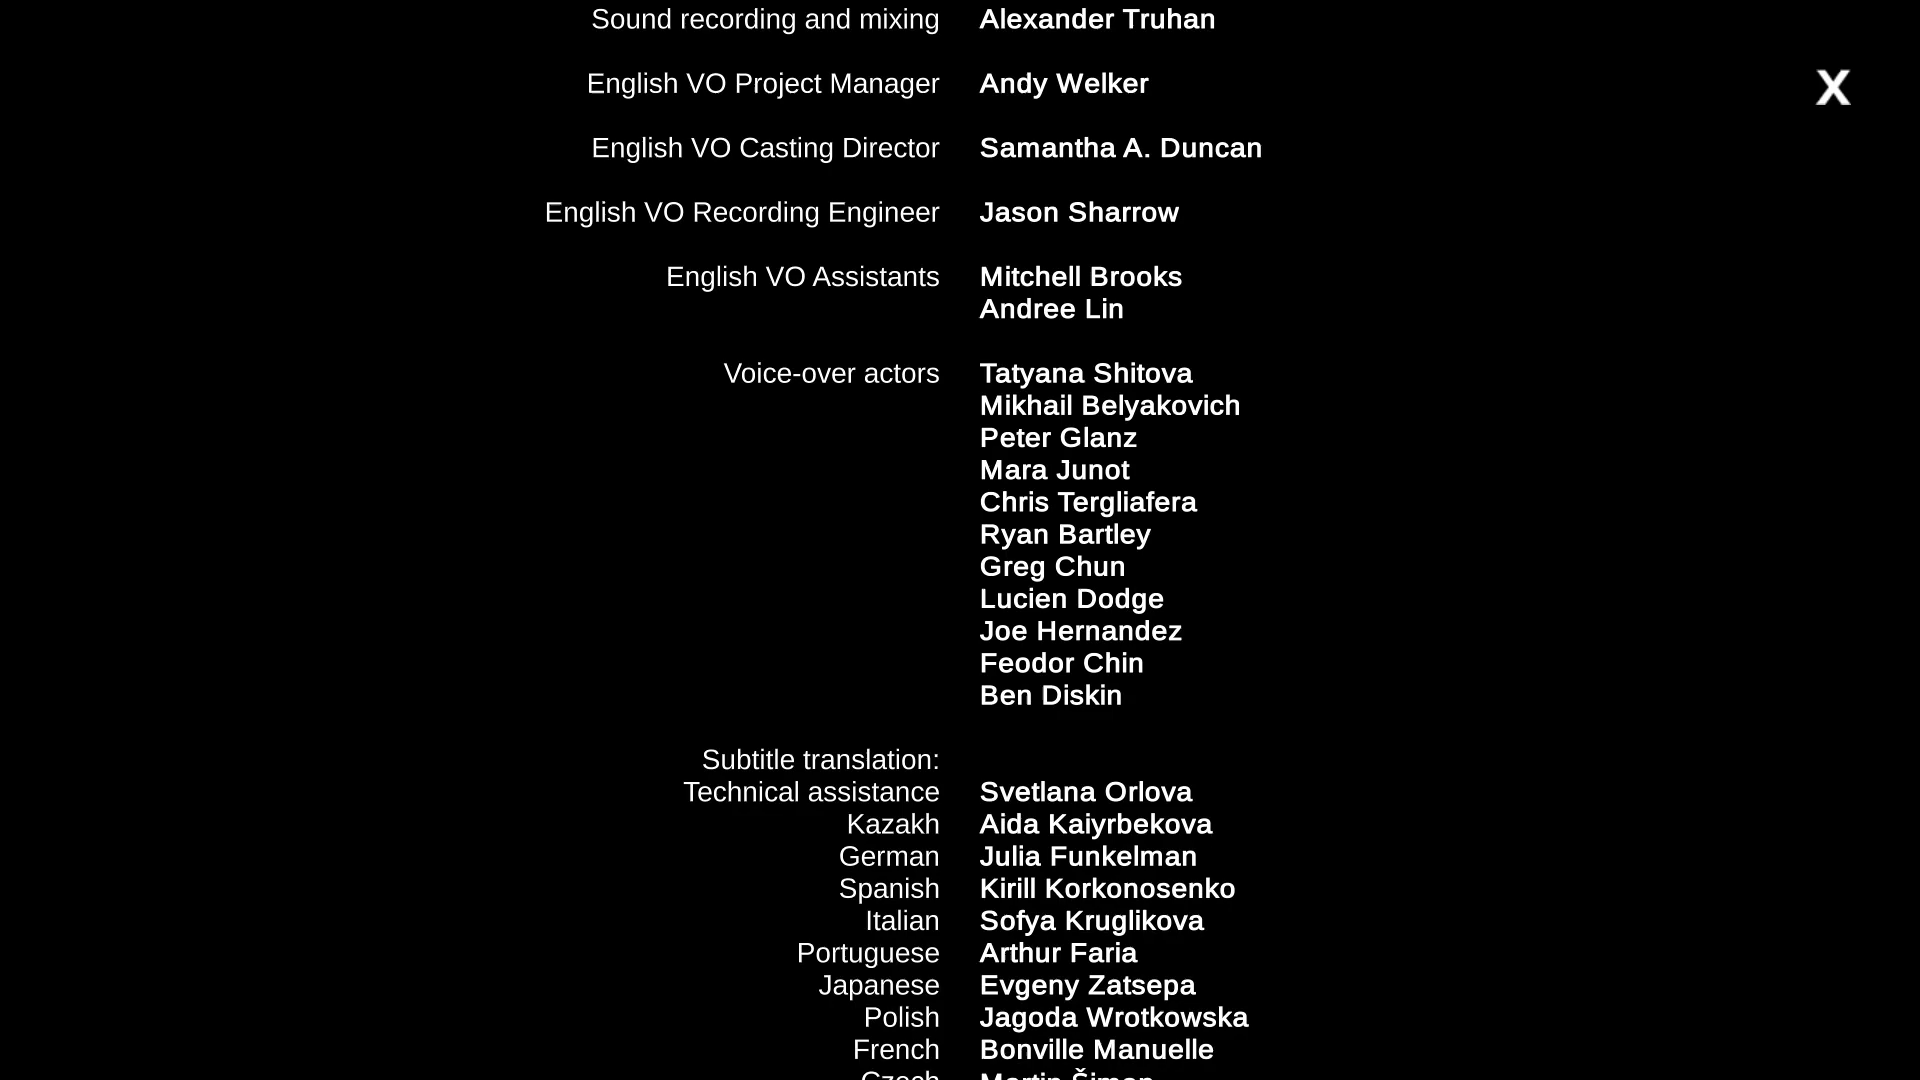 Sound recording and mixing Alexander Truhan
X
English VO Project Manager Andy Welker
English VO Casting Director Samantha A. Duncan
English VO Recording Engineer Jason Sharrow
English VO Assistants Mitchell Brooks
Andree Lin
Voice-over actors Tatyana Shitova
Mikhail Belyakovich
Peter Glanz
Mara Junot
Chris Tergliafera
Ryan Bartley
Greg Chun
Lucien Dodge
Joe Hernandez
Feodor Chin
Ben Diskin
Subtitle translation:
Technical assistance Svetlana Orlova
Kazakh Aida Kaiyrbekova
German Julia Funkelman
Spanish Kirill Korkonosenko
Italian Sofya Kruglikova
Portuguese Arthur Faria
Japanese Evgeny Zatsepa
Polish Jagoda Wrotkowska
French Bonville Manuelle
Czech Martin